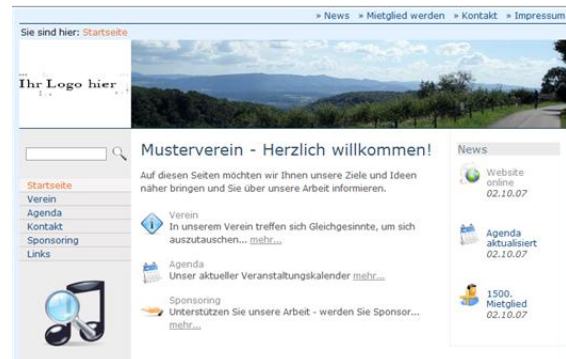 » News » Mietglied werden » Kontakt » Impressum
Sie sind hier: Startseite
Ihr Logo hier
Musterverein - Herzlich willkommen!
Auf diesen Seiten möchten wir Ihnen unsere Ziele und Ideen
näher bringen und Sie über unsere Arbeit informieren.
Startseite
Verein
Agenda
Kontakt
Sponsoring
Links
Verein
In unserem Verein treffen sich Gleichgesinnte, um sich
auszutauschen... mehr...
Agenda
Unser aktueller Veranstaltungskalender mehr...
Sponsoring
Unterstützen Sie unsere Arbeit - werden Sie Sponsor...
mehr...
News
Website
online
02.10.07
Agenda
aktualisiert
02.10.07
1500.
Mietglied
02.10.07